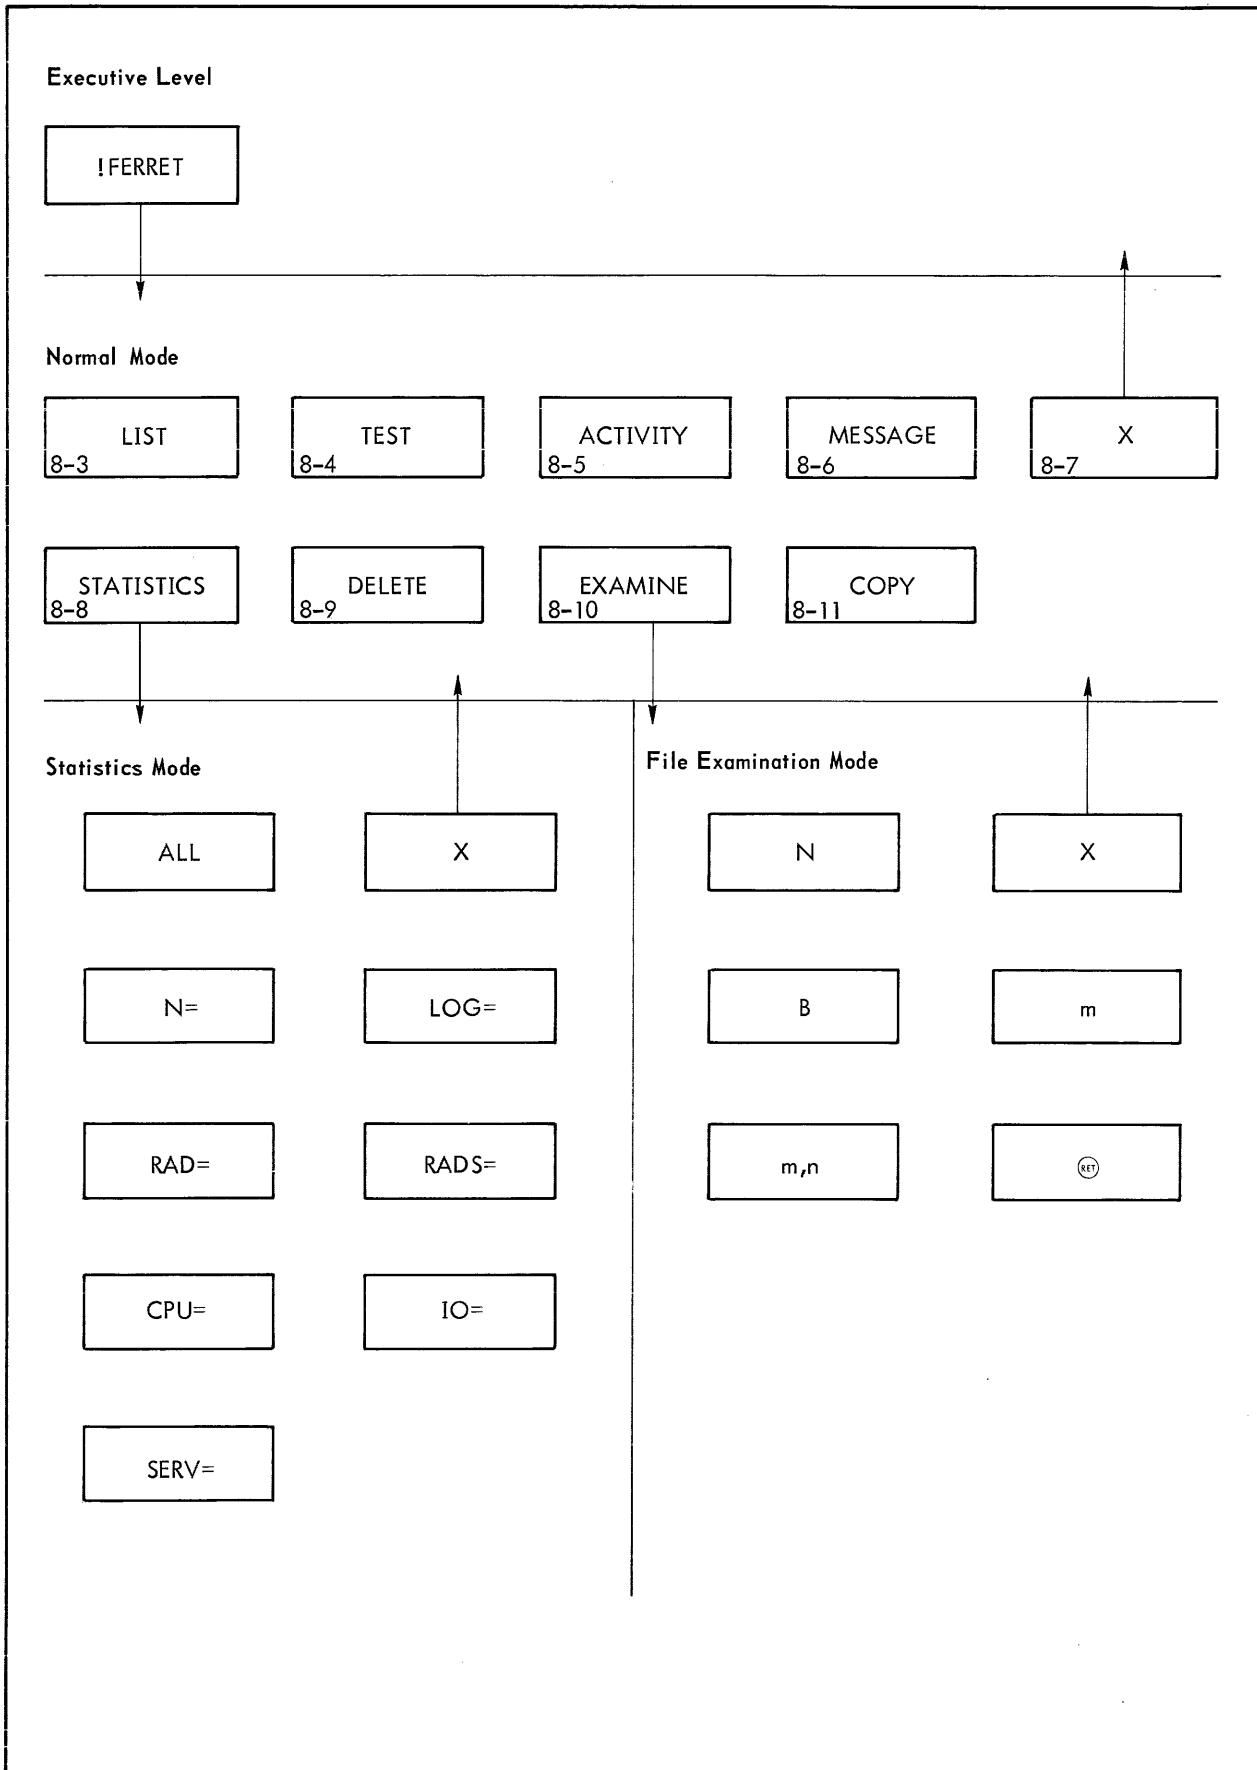 Executive Level
!FERRET
Normal Mode
LIST
8-3
TEST
8-4
ACTIVITY
8-5
MESSAGE
8-6
X
8-7
STATISTICS
8-8
DELETE
8-9
EXAMINE
8-10
COPY
8-11
Statistics Mode
ALL
X
N=
LOG=
RAD=
RADS=
CPU=
IO=
SERV=
File Examination Mode
N
X
B
m
m,n
RET